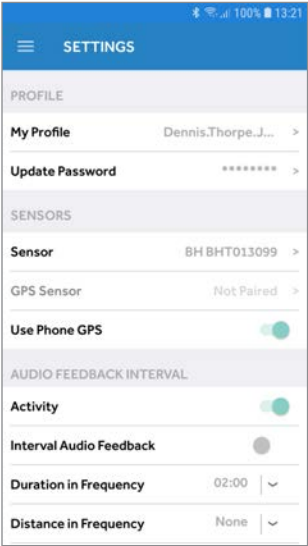 100% 13:21
SETTINGS
PROFILE
My Profile Dennis.Thorpe.J... >
Update Password ******** >
SENSORS
Sensor BH BHT013099 >
GPS Sensor Not Paired >
Use Phone GPS
AUDIO FEEDBACK INTERVAL
Activity
Interval Audio Feedback
Duration in Frequency 02:00
Distance in Frequency None